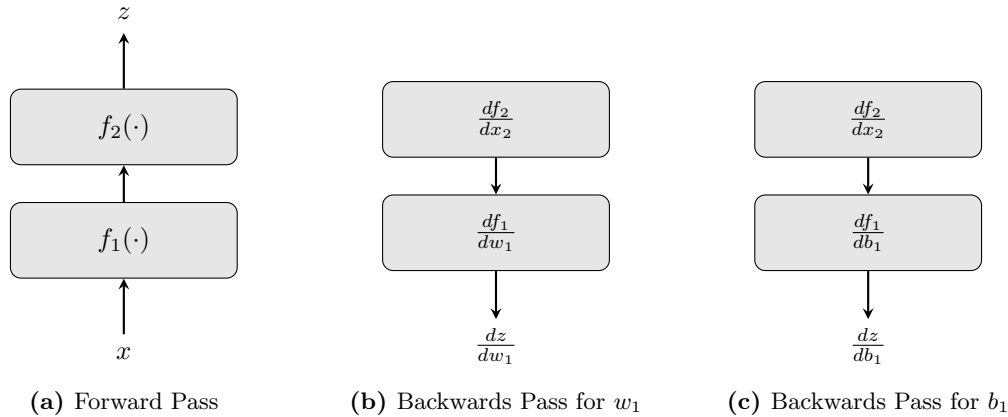 z
f₂(·)
f₁(·)
x
(a) Forward Pass
df₂/dx₂
df₁/dw₁
dz/dw₁
(b) Backwards Pass for w₁
df₂/dx₂
df₁/db₁
dz/db₁
(c) Backwards Pass for b₁